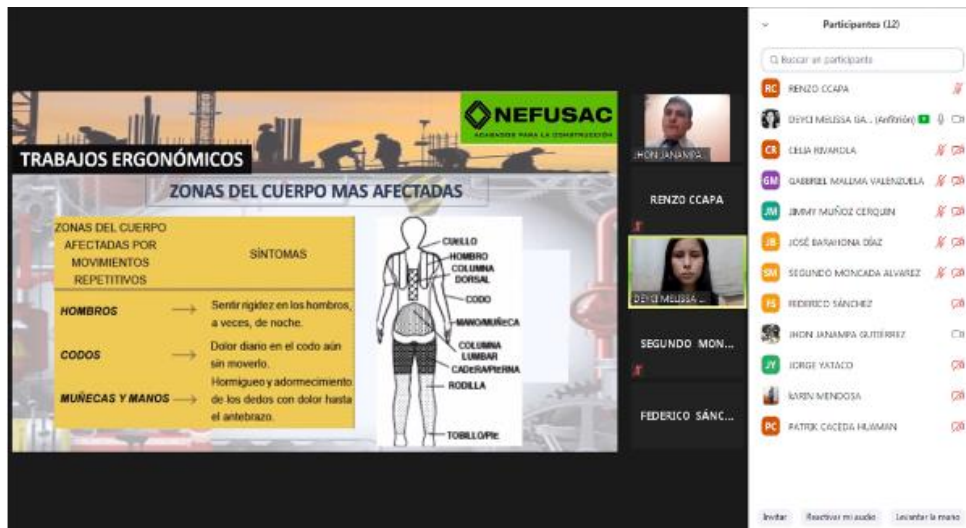 NEFUSAC
ACABADOS PARA LA CONSTRUCCIÓN
TRABAJOS ERGONÓMICOS
ZONAS DEL CUERPO MAS AFECTADAS
ZONAS DEL CUERPO
AFECTADAS POR
MOVIMIENTOS
REPETITIVOS
SÍNTOMAS
HOMBROS
Sentir rigidez en los hombros,
a veces, de noche.
CODOS
Dolor diario en el codo aún
sin moverlo.
MUÑECAS Y MANOS
Hormigueo y adormecimiento
de los dedos con dolor hasta
el antebrazo.
CUELLO
HOMBRO
COLUMNA
DORSAL
CODO
MANO/MUÑECA
COLUMNA
LUMBAR
CADERA/PIERNA
RODILLA
TOBILLO/PIE
JHON JANAMPA...
RENZO CCAPA
DEYCI MELISSA ...
SEGUNDO MON...
FEDERICO SÁNC...
Participantes (12)
Buscar un participante
RC RENZO CCAPA
DEYCI MELISSA GA... (Anfitrión)
CR CELIA RIVAROLA
GM GABRIEL MALLMA VALENZUELA
JM JIMMY MUÑOZ CERQUIN
JB JOSÉ BARAHONA DÍAZ
SM SEGUNDO MONCADA ALVAREZ
FS FEDERICO SÁNCHEZ
JHON JANAMPA GUTIÉRREZ
JY JORGE YATACO
KARIN MENDOSA
PC PATRIK CACEDA HUAMAN
Invitar Reactivar mi audio Levantar la mano